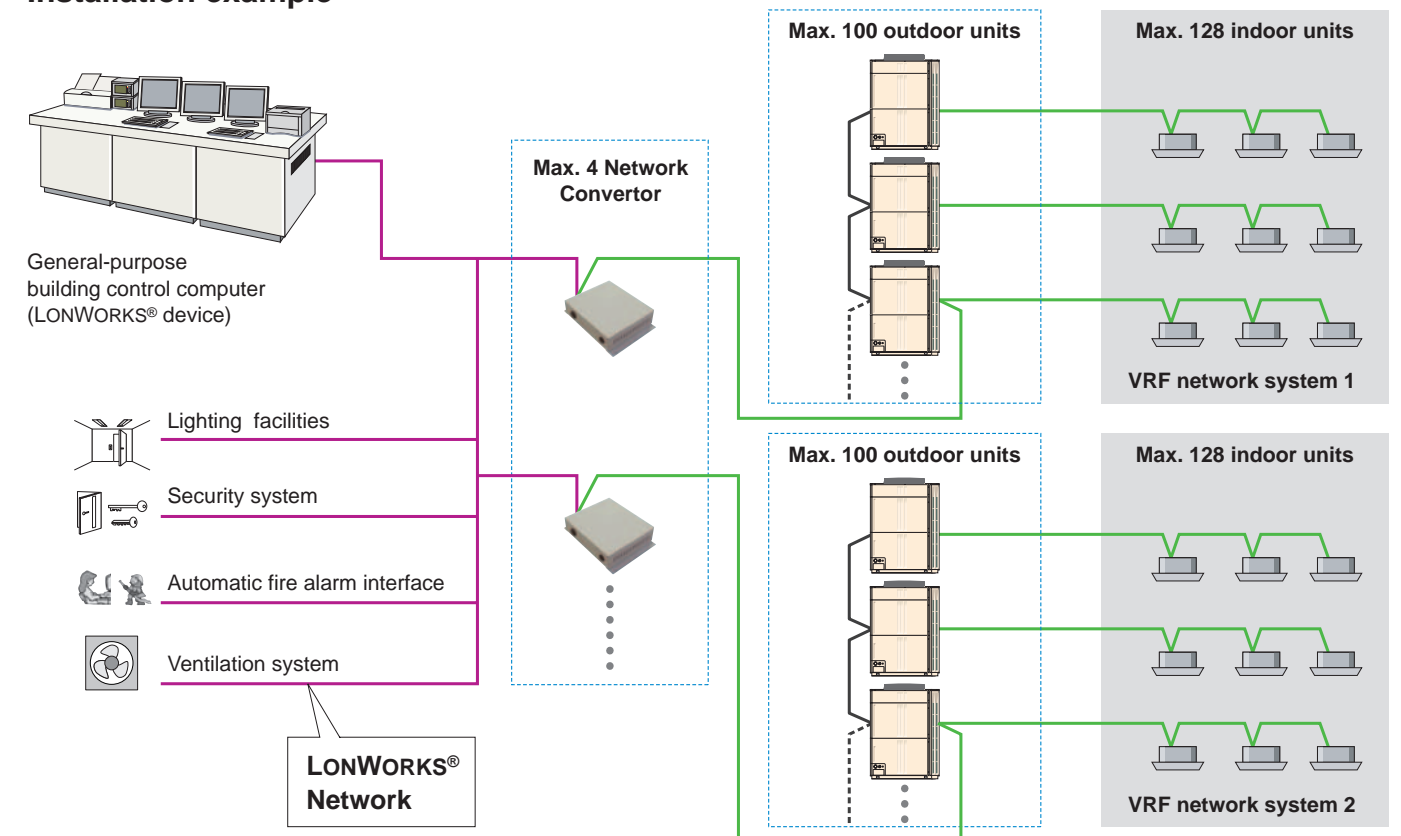 Installation example
Max. 100 outdoor units
Max. 128 indoor units
Max. 4 Network
Convertor
General-purpose
building control computer
(LONWORKS® device)
VRF network system 1
Lighting facilities
Max. 100 outdoor units
Max. 128 indoor units
Security system
Automatic fire alarm interface
Ventilation system
LONWORKS®
Network
VRF network system 2